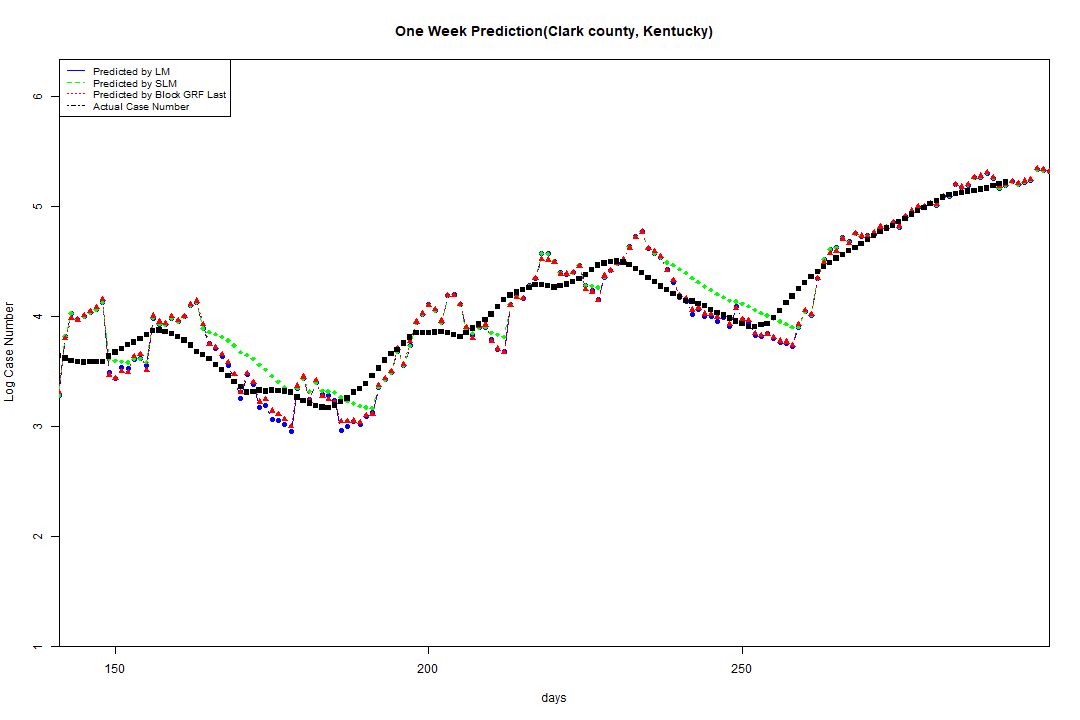 One Week Prediction(Clark county, Kentucky)
Predicted by LM
Predicted by SLM
Predicted by Block GRF Last
Actual Case Number
6
5
4
3
2
1
Log Case Number
150
200
250
days